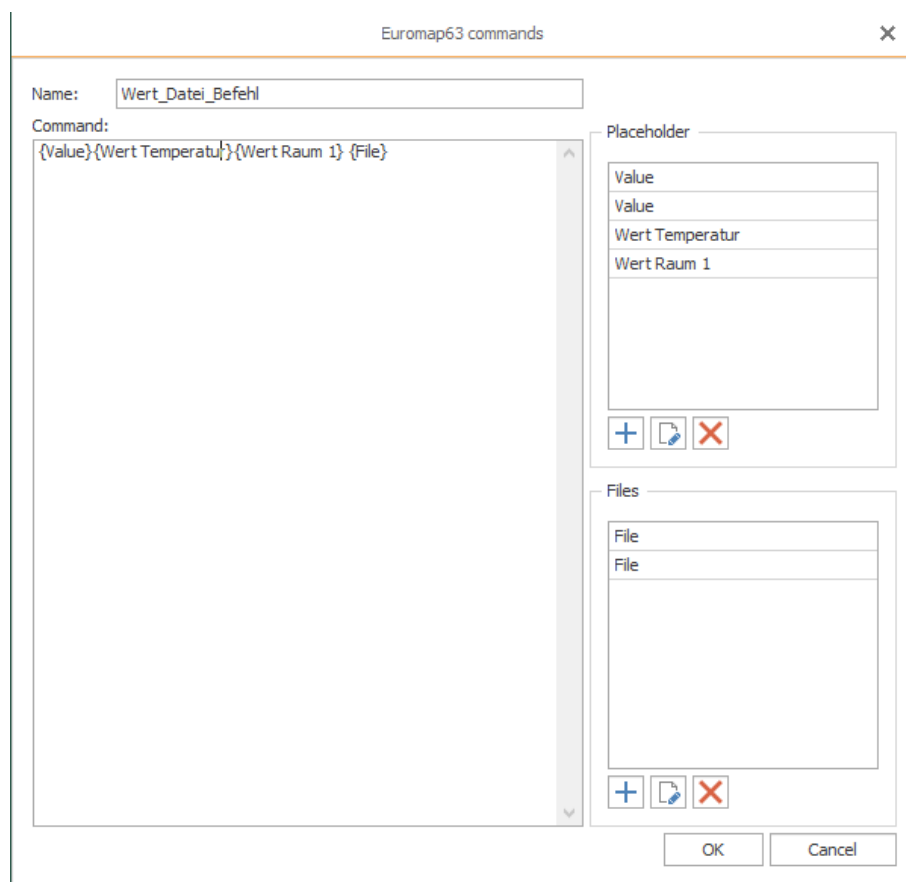 Euromap63 commands
Name: Wert_Datei_Befehl
Command:
{Value}{Wert Temperatur}{Wert Raum 1} {File}
Placeholder
Value
Value
Wert Temperatur
Wert Raum 1
Files
File
File
OK Cancel